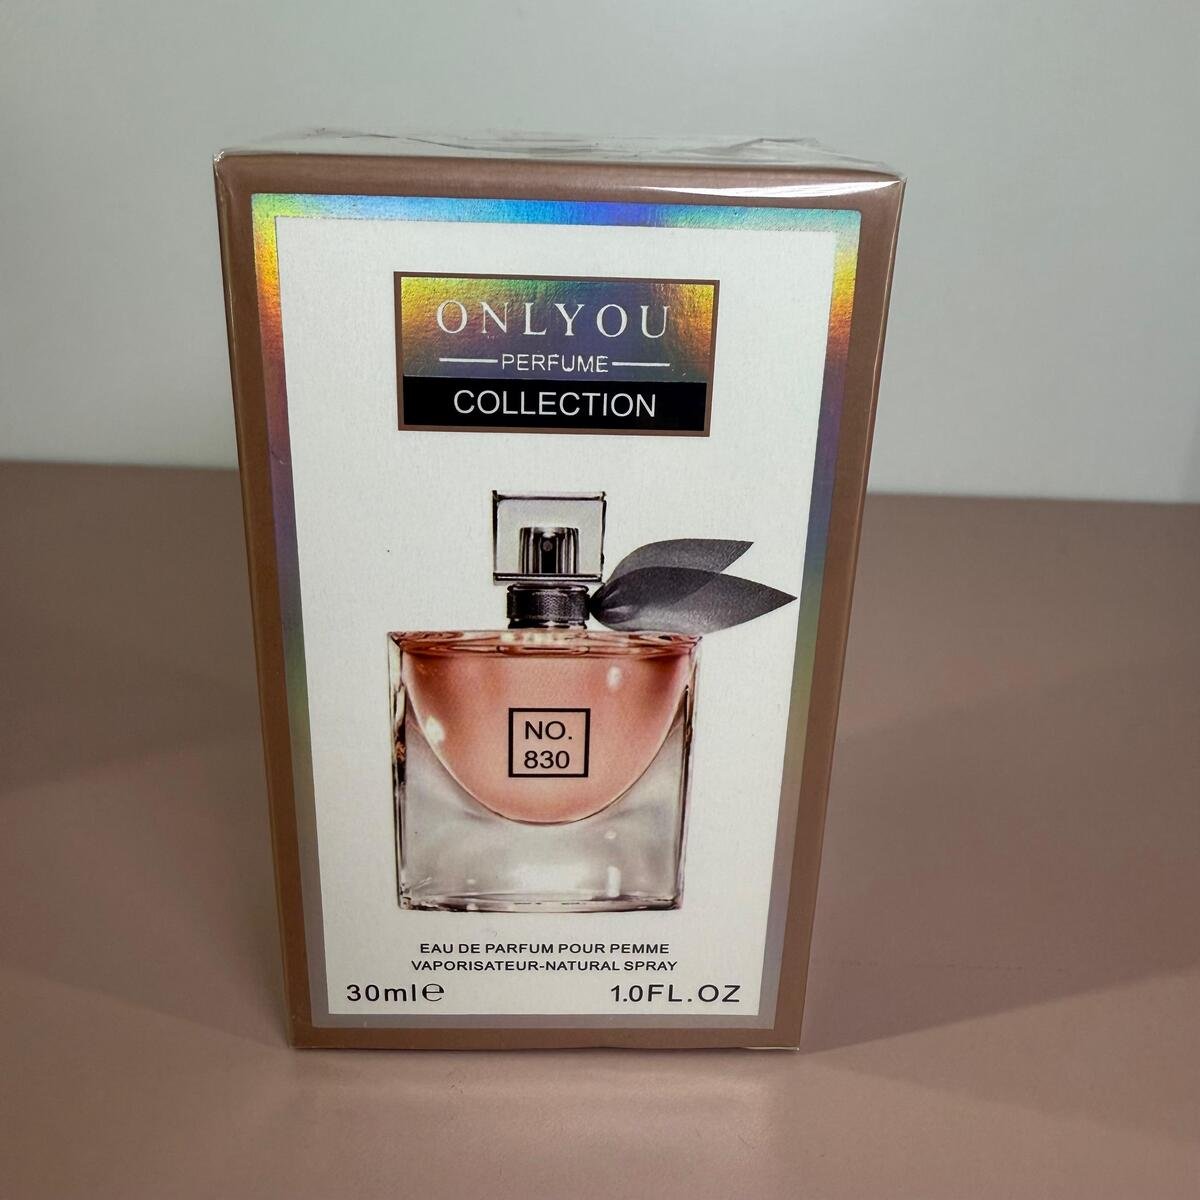 ONLYOU
PERFUME
COLLECTION
NO.
830
EAU DE PARFUM POUR PEMME
VAPORISATEUR-NATURAL SPRAY
30ml℮ 1.0FL.OZ